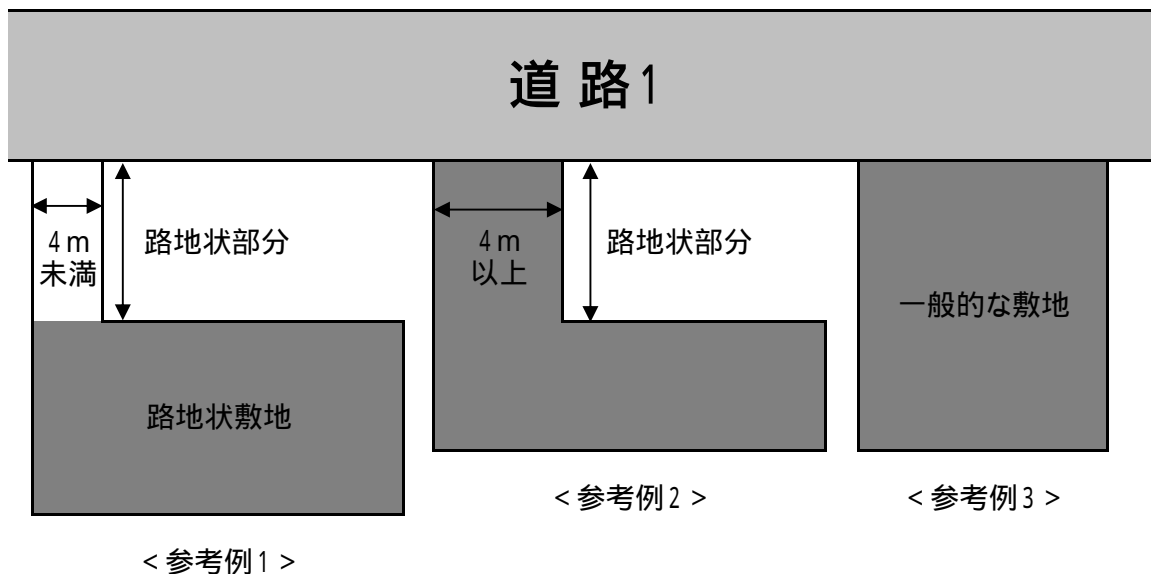 道路1
4m
未満
路地状部分
路地状敷地
<参考例1>
4m
以上
路地状部分
<参考例2>
一般的な敷地
<参考例3>